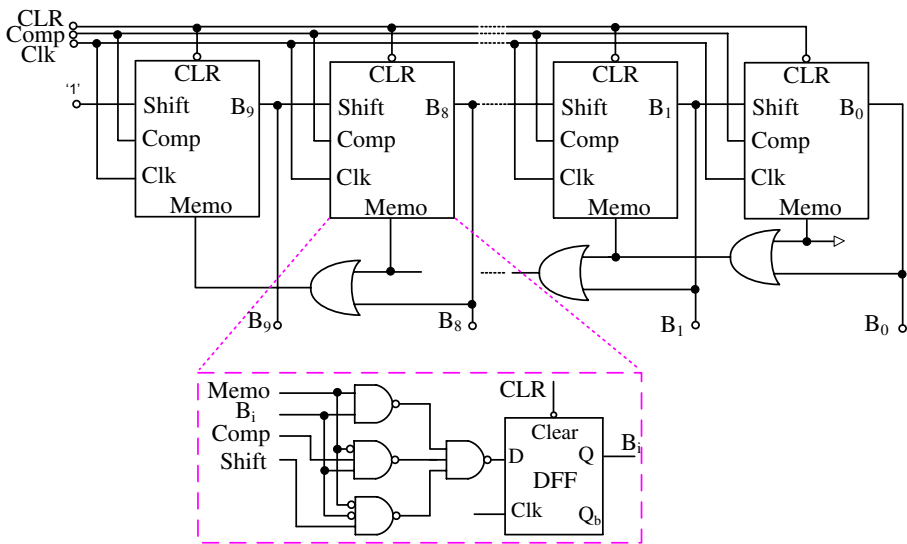 CLR
Comp
Clk
CLR CLR CLR CLR
'1' Shift B₉ Shift B₈ Shift B₁ Shift B₀
Comp Comp Comp Comp
Clk Clk Clk Clk
Memo Memo Memo Memo
B₉ B₈ B₁ B₀
Memo
Bᵢ
Comp
Shift
CLR
Clear
D Q Bᵢ
DFF
Clk Q_b